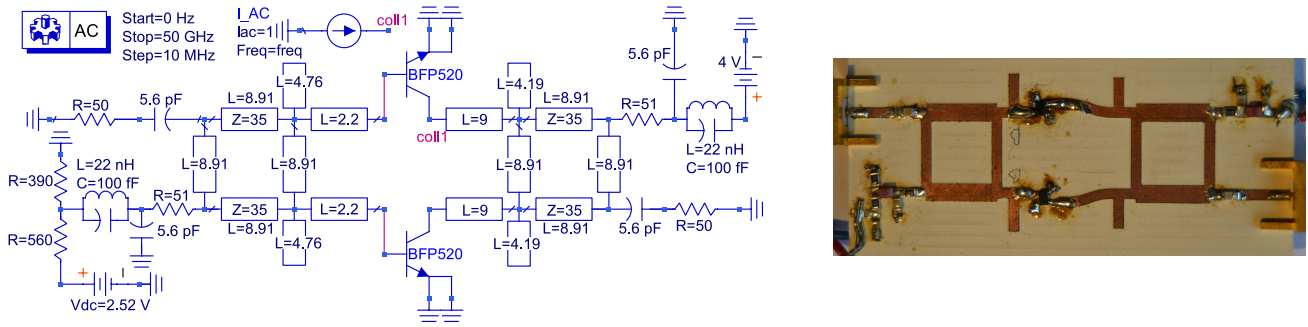 AC
Start=0 Hz
Stop=50 GHz
Step=10 MHz
I_AC
Iac=1
Freq=freq
coll1
R=50
5.6 pF
L=8.91
Z=35
L=4.76
L=2.2
BFP520
L=9
coll1
L=4.19
L=8.91
Z=35
R=51
5.6 pF
4 V
−
+
L=22 nH
C=100 fF
R=390
R=560
L=22 nH
C=100 fF
5.6 pF
R=51
L=8.91
L=8.91
L=8.91
L=8.91
Z=35
L=8.91
L=2.2
L=4.76
BFP520
L=9
Z=35
L=8.91
L=4.19
5.6 pF
R=50
+
−
Vdc=2.52 V